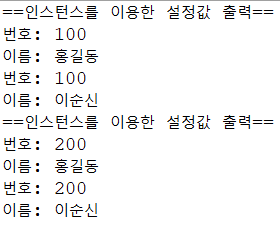 ==인스턴스를 이용한 설정값 출력==
번호: 100
이름: 홍길동
번호: 100
이름: 이순신
==인스턴스를 이용한 설정값 출력==
번호: 200
이름: 홍길동
번호: 200
이름: 이순신